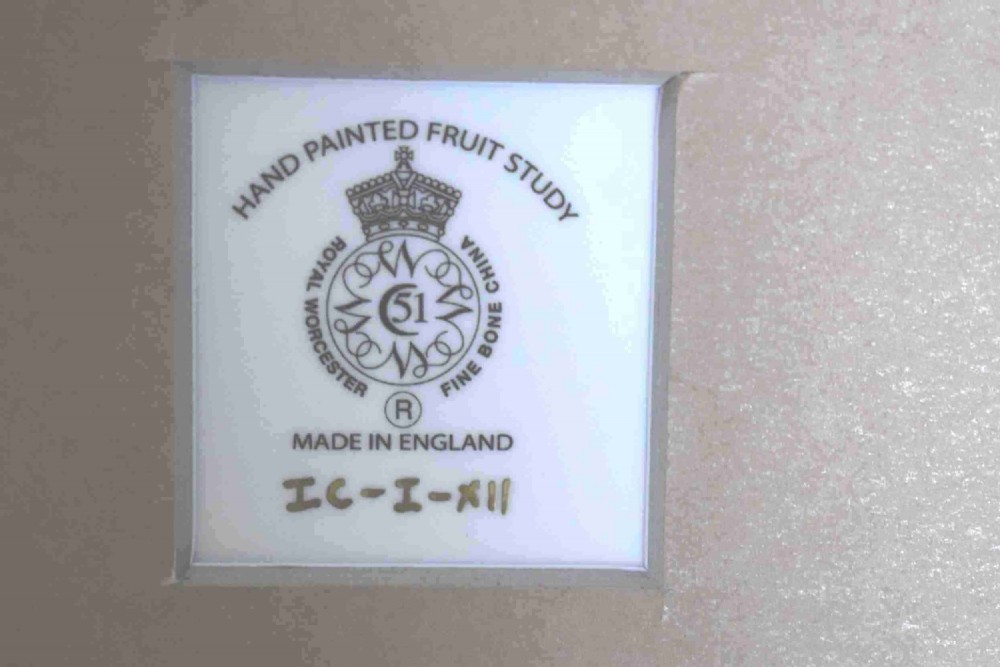 HAND PAINTED FRUIT STUDY
ROYAL WORCESTER
FINE BONE CHINA
C51
R
MADE IN ENGLAND
IC-I-XII